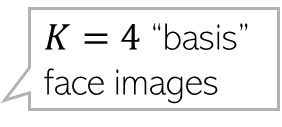 K = 4 “basis”
face images